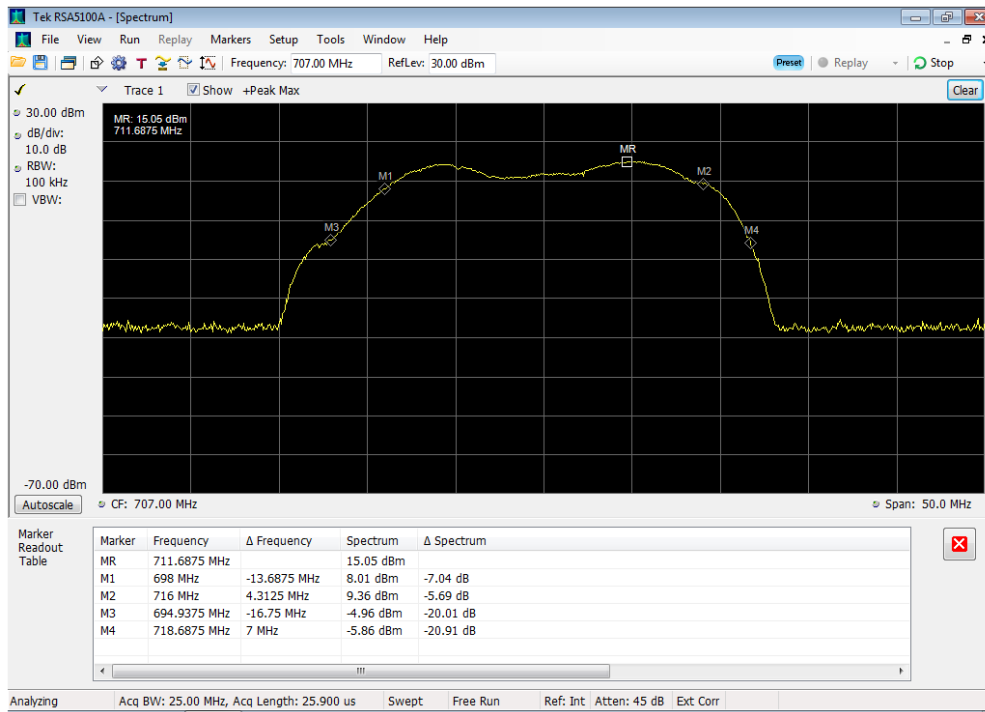 Tek RSA5100A - [Spectrum]
File View Run Replay Markers Setup Tools Window Help
T Frequency: 707.00 MHz RefLev: 30.00 dBm Preset Replay Stop
Trace 1 Show +Peak Max Clear
30.00 dBm
dB/div:
10.0 dB
RBW:
100 kHz
VBW:
-70.00 dBm
Autoscale
MR: 15.05 dBm
711.6875 MHz
MR
M1
M2
M3
M4
CF: 707.00 MHz Span: 50.0 MHz
Marker
Readout
Table
Marker Frequency Δ Frequency Spectrum Δ Spectrum
MR 711.6875 MHz 15.05 dBm
M1 698 MHz -13.6875 MHz 8.01 dBm -7.04 dB
M2 716 MHz 4.3125 MHz 9.36 dBm -5.69 dB
M3 694.9375 MHz -16.75 MHz -4.96 dBm -20.01 dB
M4 718.6875 MHz 7 MHz -5.86 dBm -20.91 dB
Analyzing Acq BW: 25.00 MHz, Acq Length: 25.900 us Swept Free Run Ref: Int Atten: 45 dB Ext Corr